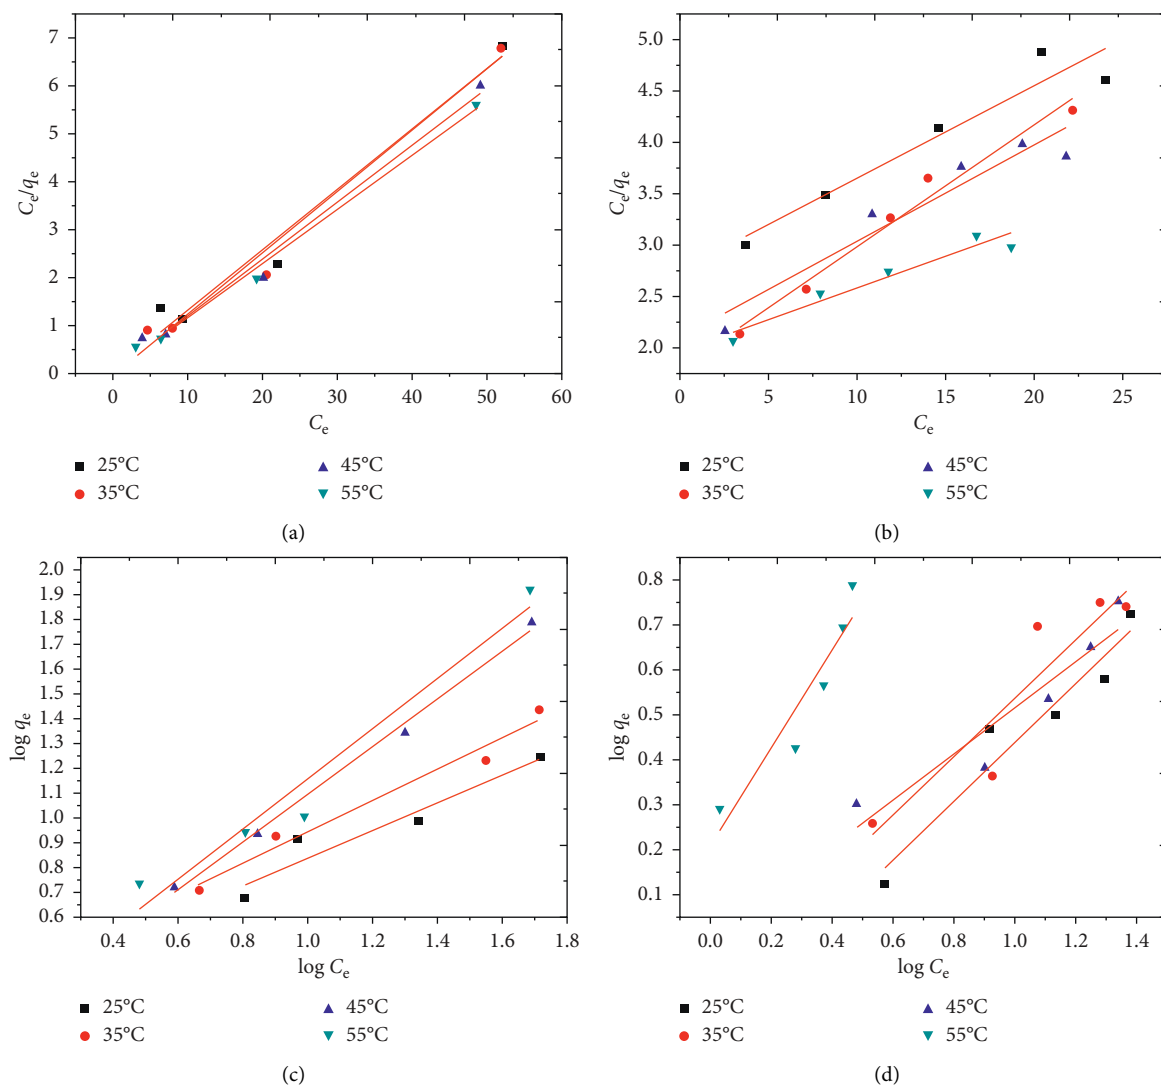 7
6
5
4
3
2
1
0
C_e/q_e
0
10
20
30
40
50
60
C_e
25°C
45°C
35°C
55°C
(a)
5.0
4.5
4.0
3.5
3.0
2.5
2.0
C_e/q_e
0
5
10
15
20
25
C_e
25°C
45°C
35°C
55°C
(b)
2.0
1.9
1.8
1.7
1.6
1.5
1.4
1.3
1.2
1.1
1.0
0.9
0.8
0.7
0.6
log q_e
0.4
0.6
0.8
1.0
1.2
1.4
1.6
1.8
log C_e
25°C
45°C
35°C
55°C
(c)
0.8
0.7
0.6
0.5
0.4
0.3
0.2
0.1
log q_e
0.0
0.2
0.4
0.6
0.8
1.0
1.2
1.4
log C_e
25°C
45°C
35°C
55°C
(d)